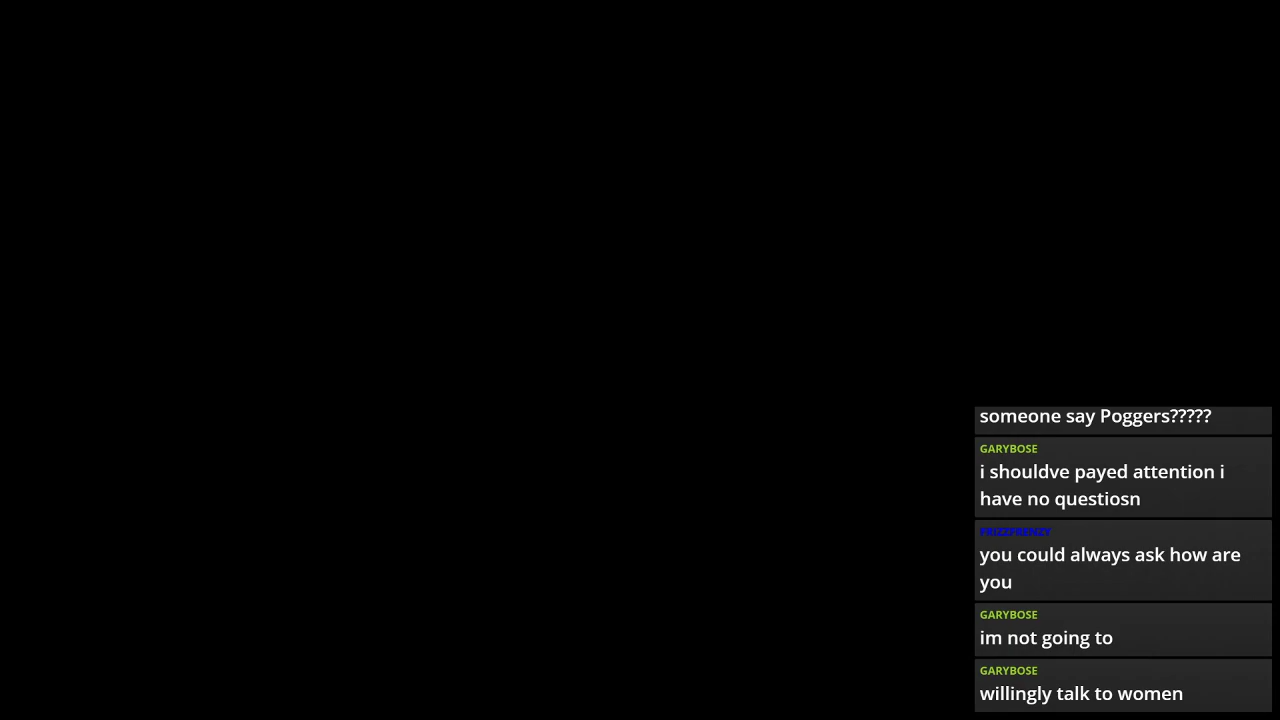 someone say Poggers?????
GARYBOSE
i shouldve payed attention i
have no questiosn
FRIZZFRENZY
you could always ask how are
you
GARYBOSE
im not going to
GARYBOSE
willingly talk to women